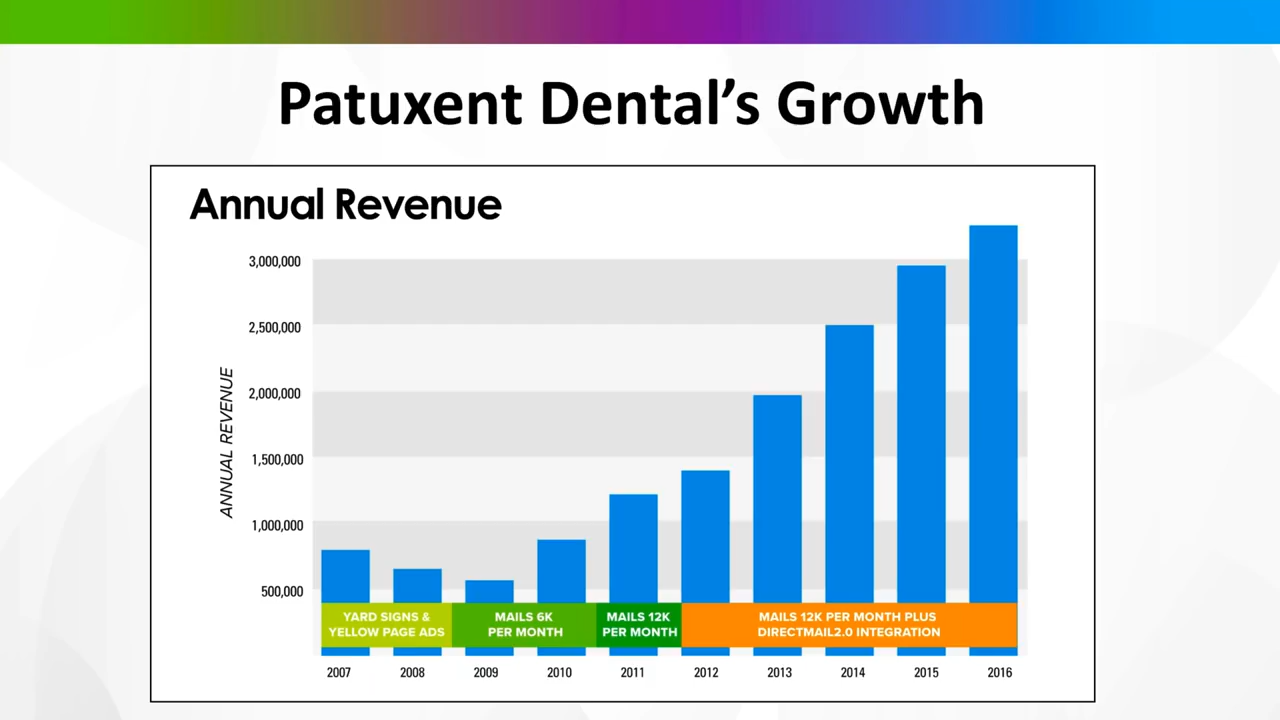 Patuxent Dental’s Growth
Annual Revenue
ANNUAL REVENUE
3,000,000
2,500,000
2,000,000
1,500,000
1,000,000
500,000
YARD SIGNS &
YELLOW PAGE ADS
MAILS 6K
PER MONTH
MAILS 12K
PER MONTH
MAILS 12K PER MONTH PLUS
DIRECTMAIL2.0 INTEGRATION
2007 2008 2009 2010 2011 2012 2013 2014 2015 2016